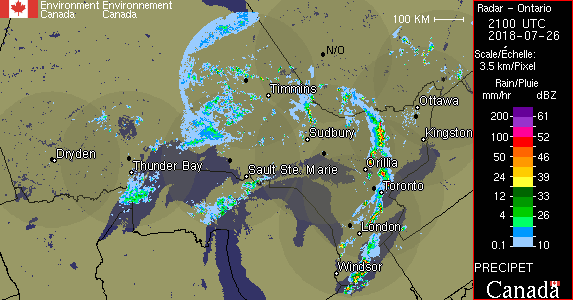 Environment Environnement
Canada Canada
100 KM
N/O
Timmins
Ottawa
Sudbury
Kingston
Dryden
Thunder Bay
Sault Ste. Marie
Orillia
Toronto
London
Windsor
Radar - Ontario
2100 UTC
2018-07-26
Scale/Échelle:
3.5 km/Pixel
Rain/Pluie
mm/hr dBZ
200 61
100 56
100 52
50 46
24 39
12 33
4 26
0.1 10
PRECIPET
Canada